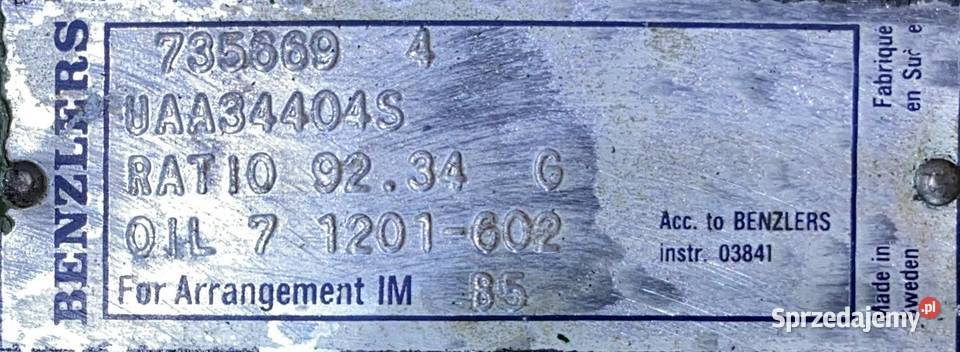 BENZLERS
735669 4
UAA34404S
RATIO 92.34 G
OIL 7 1201-602
Acc. to BENZLERS
instr. 03841
For Arrangement IM B5
Fabrique
en
Made in
Sweden
Sprzedajemy.pl